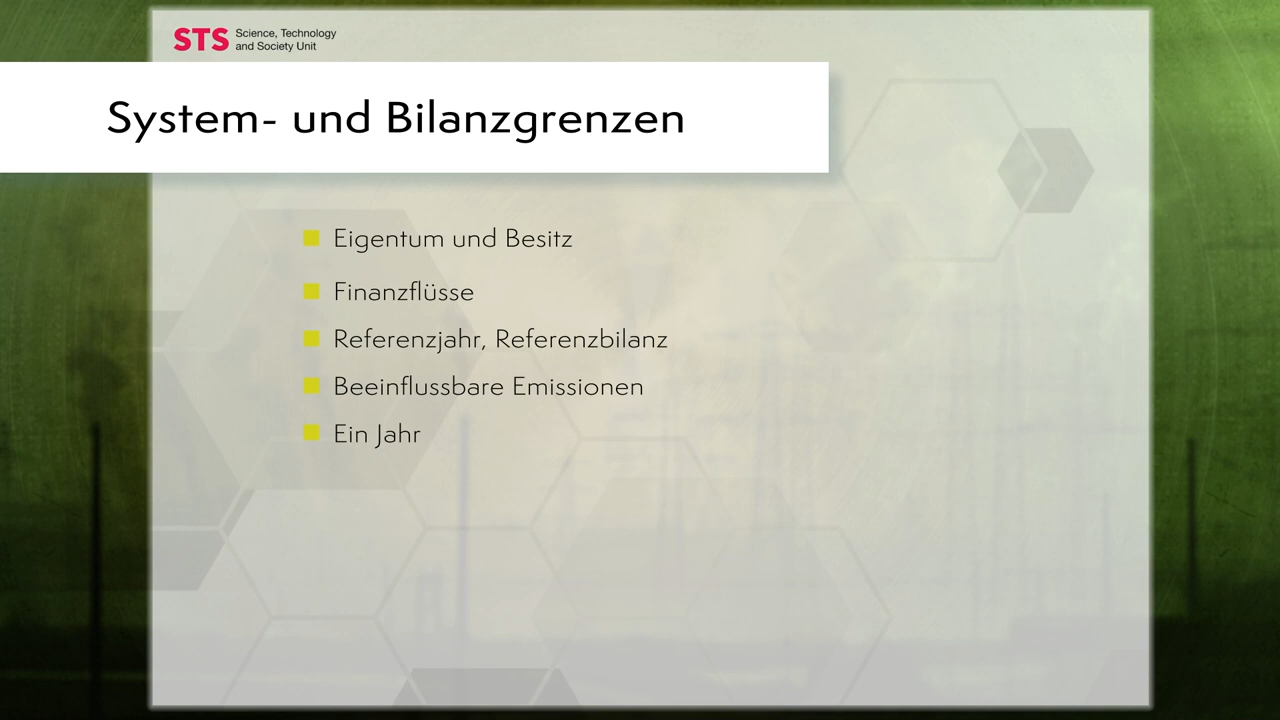 STS Science, Technology
and Society Unit
System- und Bilanzgrenzen
Eigentum und Besitz
Finanzflüsse
Referenzjahr, Referenzbilanz
Beeinflussbare Emissionen
Ein Jahr